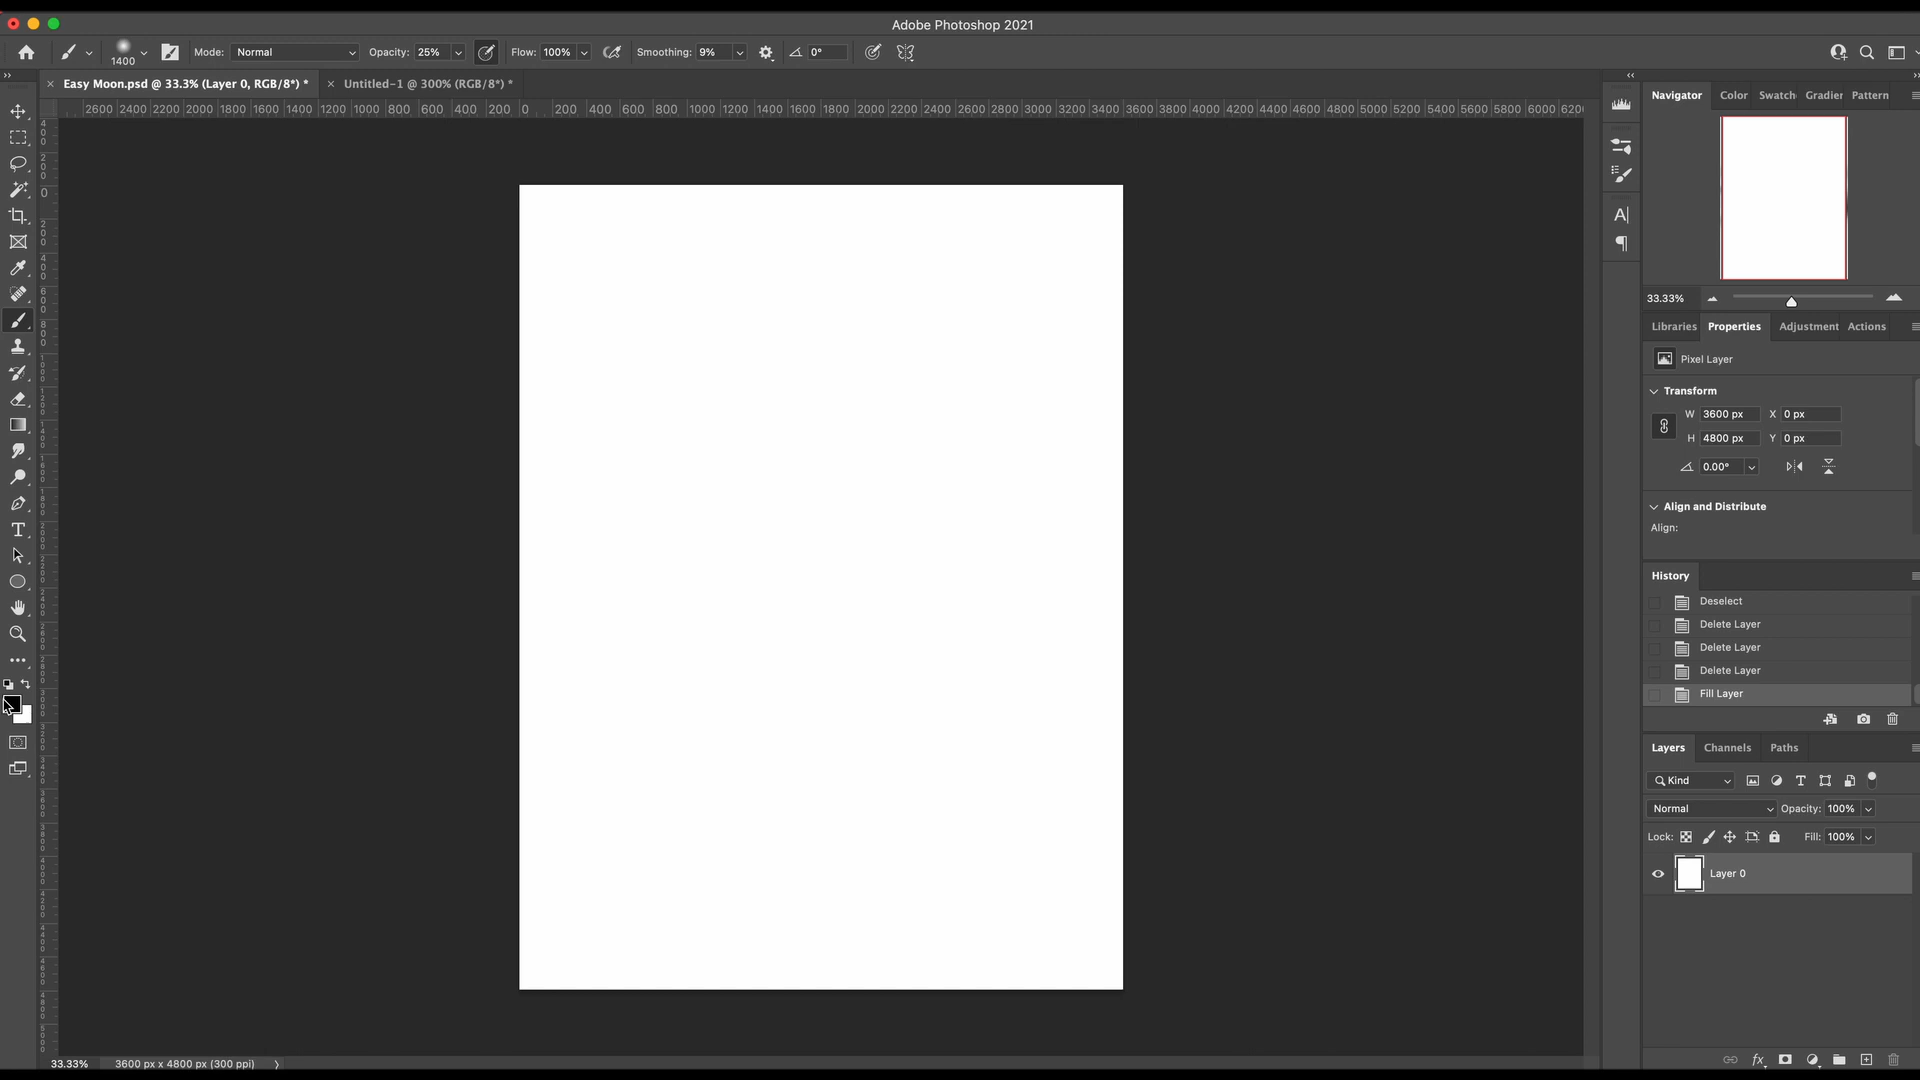 Adobe Photoshop 2021
1400
Mode: Normal Opacity: 25% Flow: 100% Smoothing: 9% 0°
Easy Moon.psd @ 33.3% (Layer 0, RGB/8*) * Untitled-1 @ 300% (RGB/8*) *
2600 2400 2200 2000 1800 1600 1400 1200 1000 800 600 400 200 0 200 400 600 800 1000 1200 1400 1600 1800 2000 2200 2400 2600 2800 3000 3200 3400 3600 3800 4000 4200 4400 4600 4800 5000 5200 5400 5600 5800 6000
Navigator Color Swatch Gradier Pattern
33.33%
Libraries Properties Adjustment Actions
Pixel Layer
Transform
W 3600 px X 0 px
H 4800 px Y 0 px
0.00°
Align and Distribute
Align:
History
Deselect
Delete Layer
Delete Layer
Delete Layer
Fill Layer
Layers Channels Paths
Kind
Normal Opacity: 100%
Lock: Fill: 100%
Layer 0
fx
33.33% 3600 px x 4800 px (300 ppi)